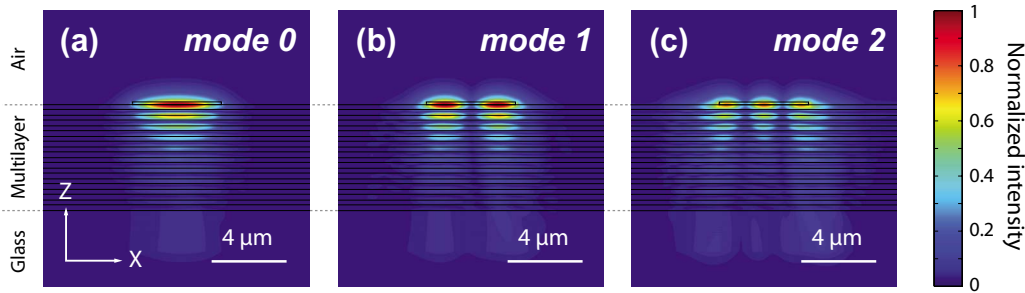 (a) mode 0
(b) mode 1
(c) mode 2
Air
Multilayer
Glass
Z
X
4 µm
4 µm
4 µm
1
0.8
0.6
0.4
0.2
0
Normalized intensity